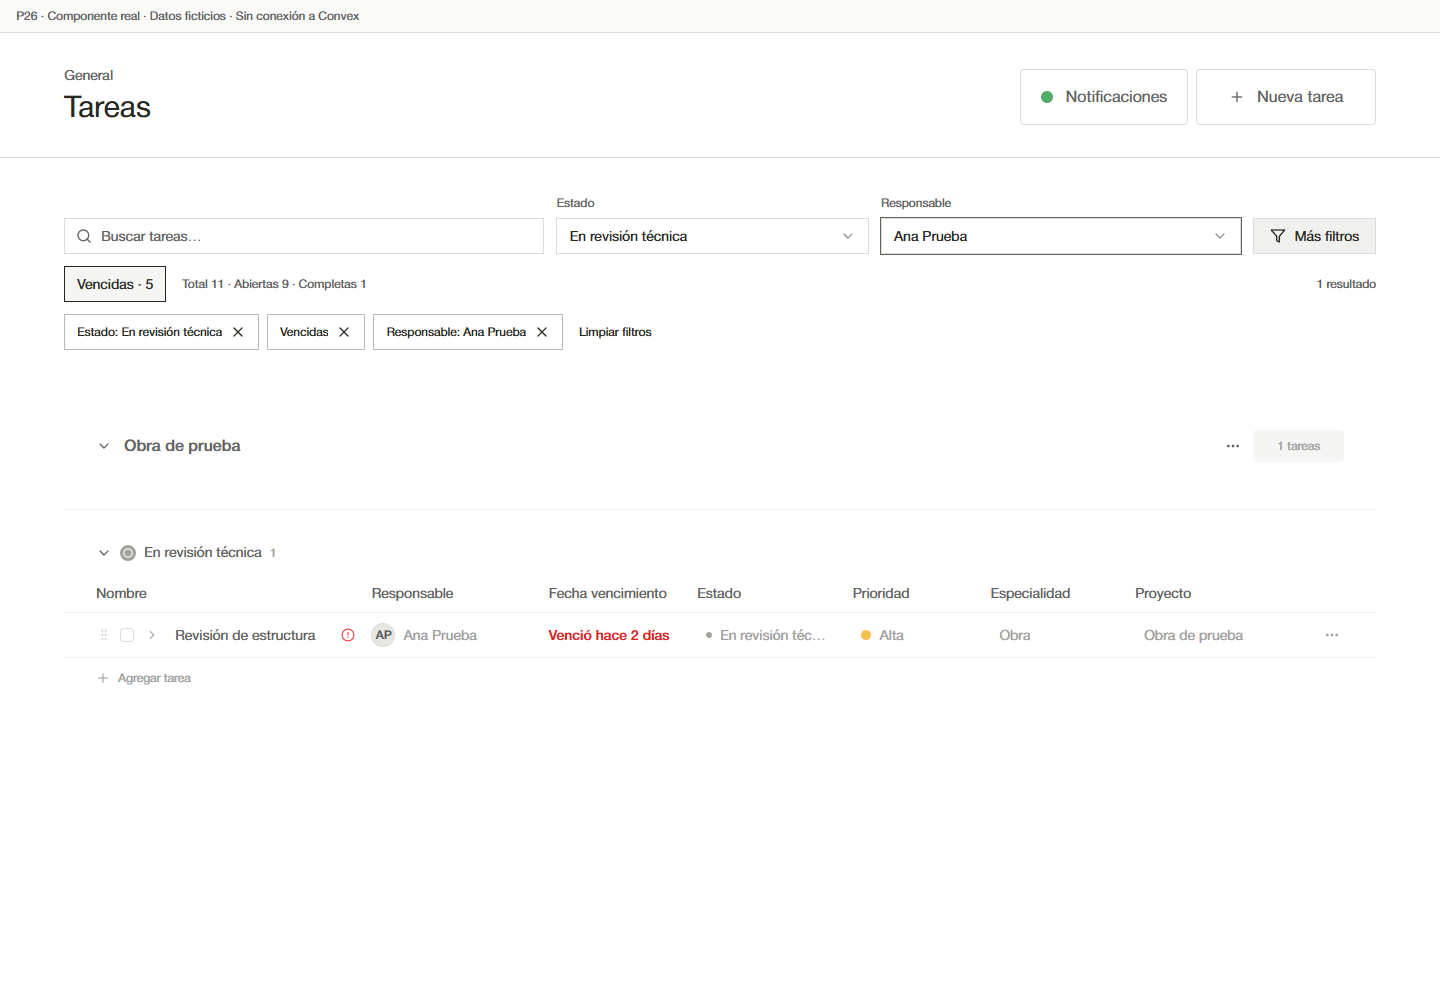 P26 · Componente real · Datos ficticios · Sin conexión a Convex
General
Tareas
Notificaciones
Nueva tarea
Estado
Responsable
Buscar tareas…
En revisión técnica
Ana Prueba
Más filtros
Vencidas · 5
Total 11 · Abiertas 9 · Completas 1
1 resultado
Estado: En revisión técnica
Vencidas
Responsable: Ana Prueba
Limpiar filtros
Obra de prueba
1 tareas
En revisión técnica 1
Nombre Responsable Fecha vencimiento Estado Prioridad Especialidad Proyecto
Revisión de estructura AP Ana Prueba Venció hace 2 días En revisión téc… Alta Obra Obra de prueba
Agregar tarea